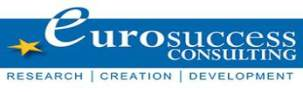 eurosuccess
CONSULTING
RESEARCH | CREATION | DEVELOPMENT